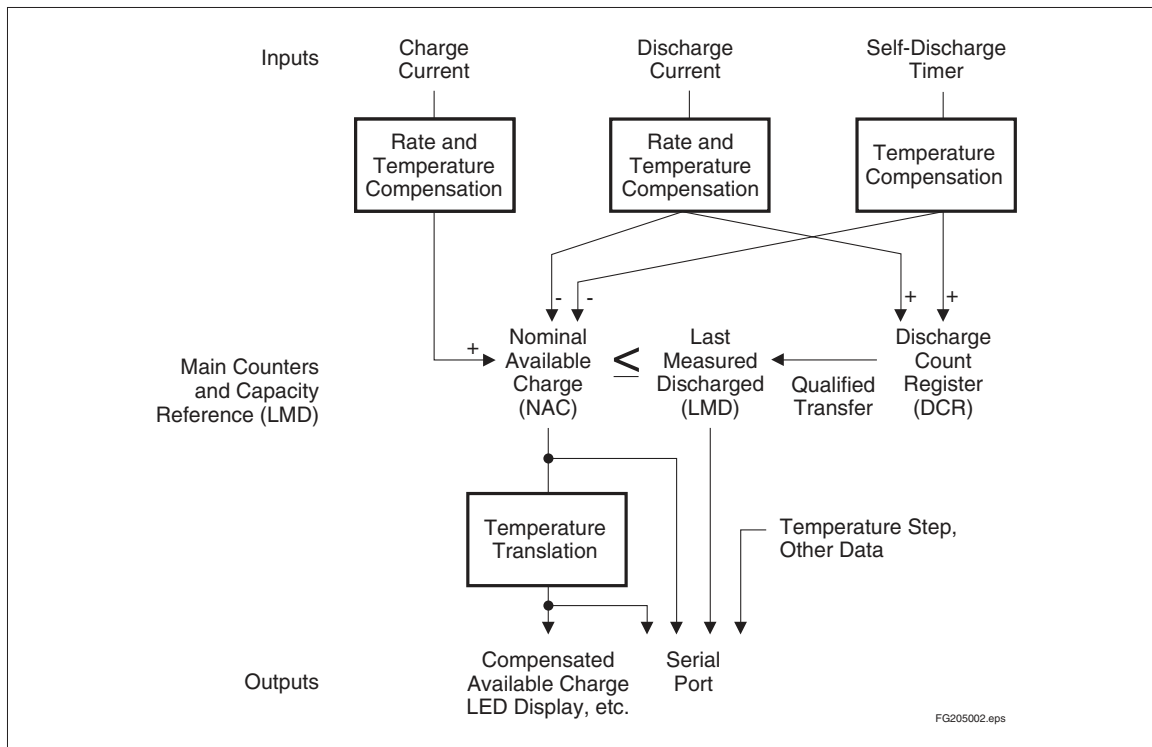 Inputs
Charge
Current
Discharge
Current
Self-Discharge
Timer
Rate and
Temperature
Compensation
Rate and
Temperature
Compensation
Temperature
Compensation
-
-
+
+
+
Main Counters
and Capacity
Reference (LMD)
Nominal
Available
Charge
(NAC)
≤
Last
Measured
Discharged
(LMD)
Qualified
Transfer
Discharge
Count
Register
(DCR)
Temperature
Translation
Temperature Step,
Other Data
Outputs
Compensated
Available Charge
LED Display, etc.
Serial
Port
FG205002.eps